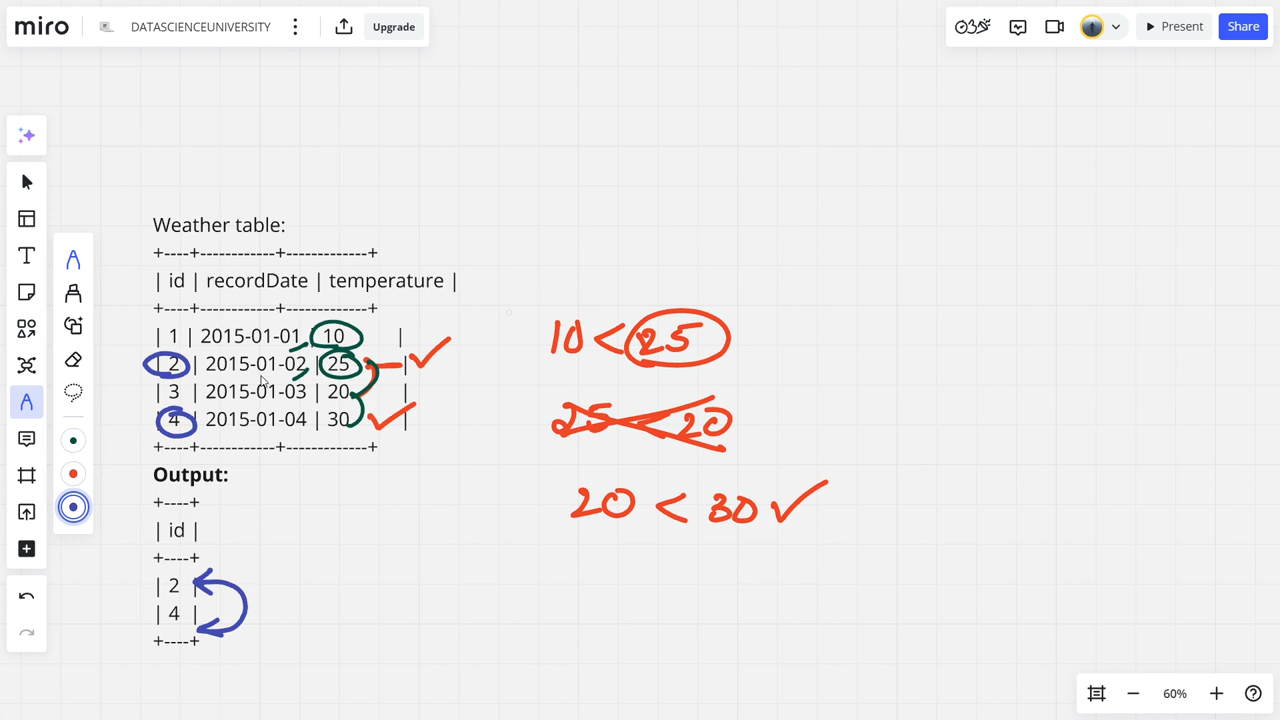 miro DATASCIENCEUNIVERSITY Upgrade Present Share
Weather table:
+----+------------+-------------+
| id | recordDate | temperature |
+----+------------+-------------+
| 1 | 2015-01-01 | 10 |
| 2 | 2015-01-02 | 25 |
| 3 | 2015-01-03 | 20 |
| 4 | 2015-01-04 | 30 |
+----+------------+-------------+
Output:
+----+
| id |
+----+
| 2 |
| 4 |
+----+
10 < 25
25 < 20
20 < 30
60%